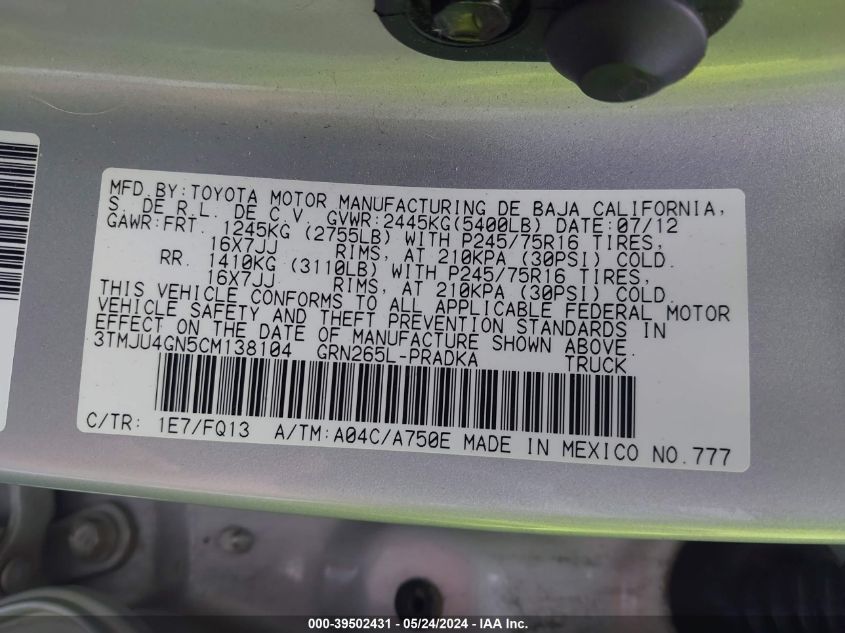 MFD.BY:TOYOTA MOTOR MANUFACTURING DE BAJA CALIFORNIA,
S. DE R.L. DE C.V. GVWR:2445KG(5400LB) DATE:07/12
GAWR:FRT. 1245KG (2755LB) WITH P245/75R16 TIRES,
16X7JJ RIMS, AT 210KPA (30PSI) COLD.
RR. 1410KG (3110LB) WITH P245/75R16 TIRES,
16X7JJ RIMS, AT 210KPA (30PSI) COLD.
THIS VEHICLE CONFORMS TO ALL APPLICABLE FEDERAL MOTOR
VEHICLE SAFETY AND THEFT PREVENTION STANDARDS IN
EFFECT ON THE DATE OF MANUFACTURE SHOWN ABOVE.
3TMJU4GN5CM138104 GRN265L-PRADKA TRUCK
C/TR: 1E7/FQ13 A/TM:A04C/A750E MADE IN MEXICO NO.777
000-39502431 - 05/24/2024 - IAA Inc.